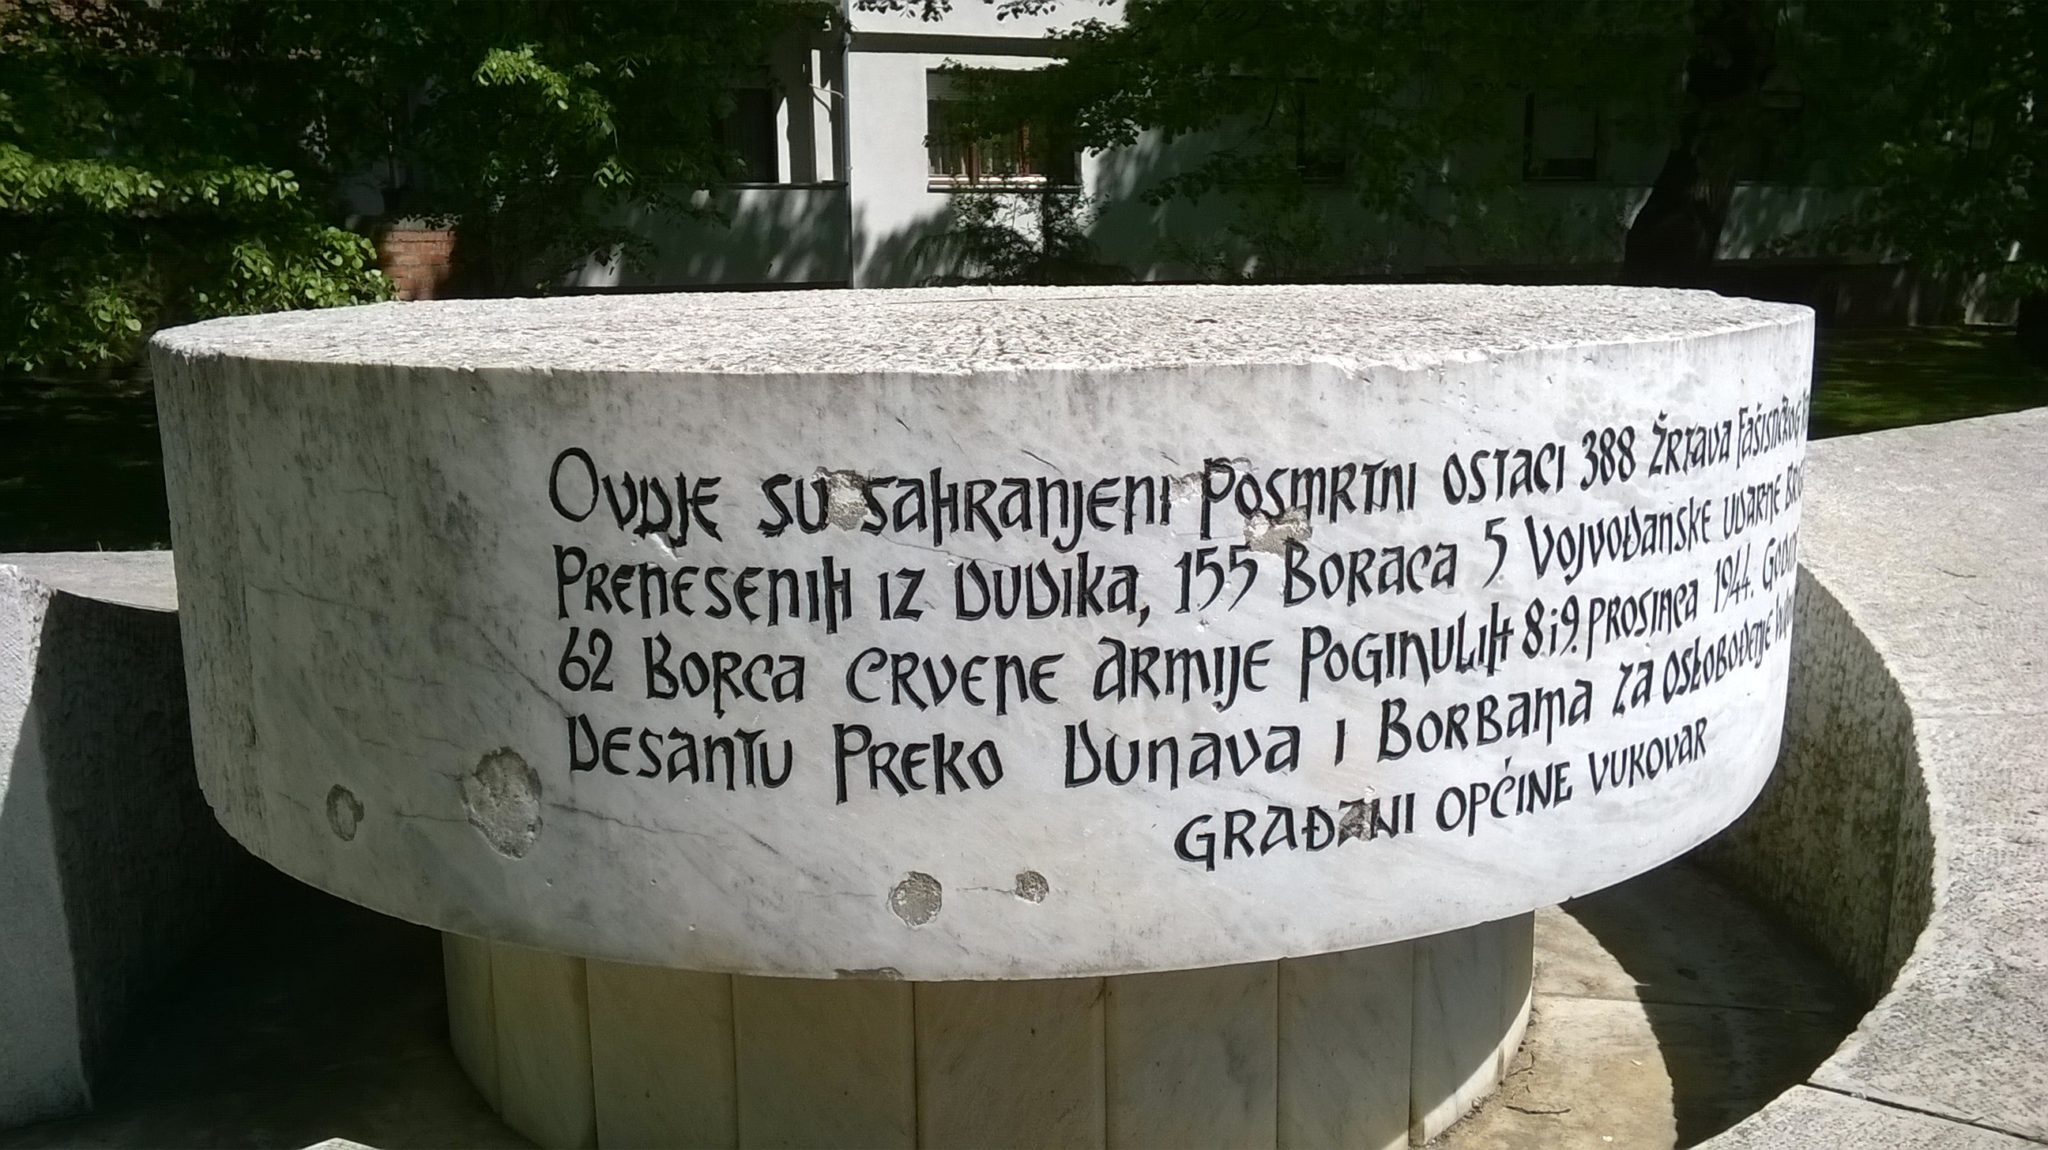 Ovdje su sahranjeni posmrtni ostaci 388 žrtava fašističkog
prenesenih iz Dudika, 155 boraca 5 vojvođanske udarne
62 borca Crvene armije poginulih 8 i 9. prosinca 1944.
desantu preko Dunava i borbama za oslobođenje
građani općine Vukovar